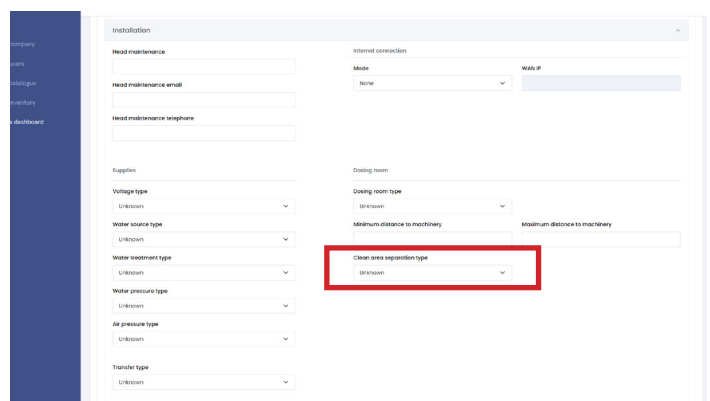 company
users
catalogue
inventory
dashboard
Installation
Head maintenance
Head maintenance email
Head maintenance telephone
Internet connection
Mode
WAN IP
None
Supplies
Voltage type
Unknown
Water source type
Unknown
Water treatment type
Unknown
Water pressure type
Unknown
Air pressure type
Unknown
Transfer type
Unknown
Dosing room
Dosing room type
Unknown
Minimum distance to machinery
Maximum distance to machinery
Clean area separation type
Unknown